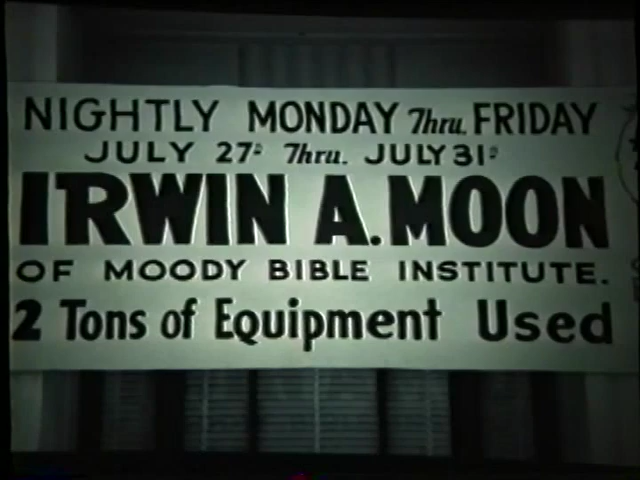 NIGHTLY MONDAY Thru. FRIDAY
JULY 27th Thru. JULY 31st
IRWIN A. MOON
OF MOODY BIBLE INSTITUTE.
2 Tons of Equipment Used